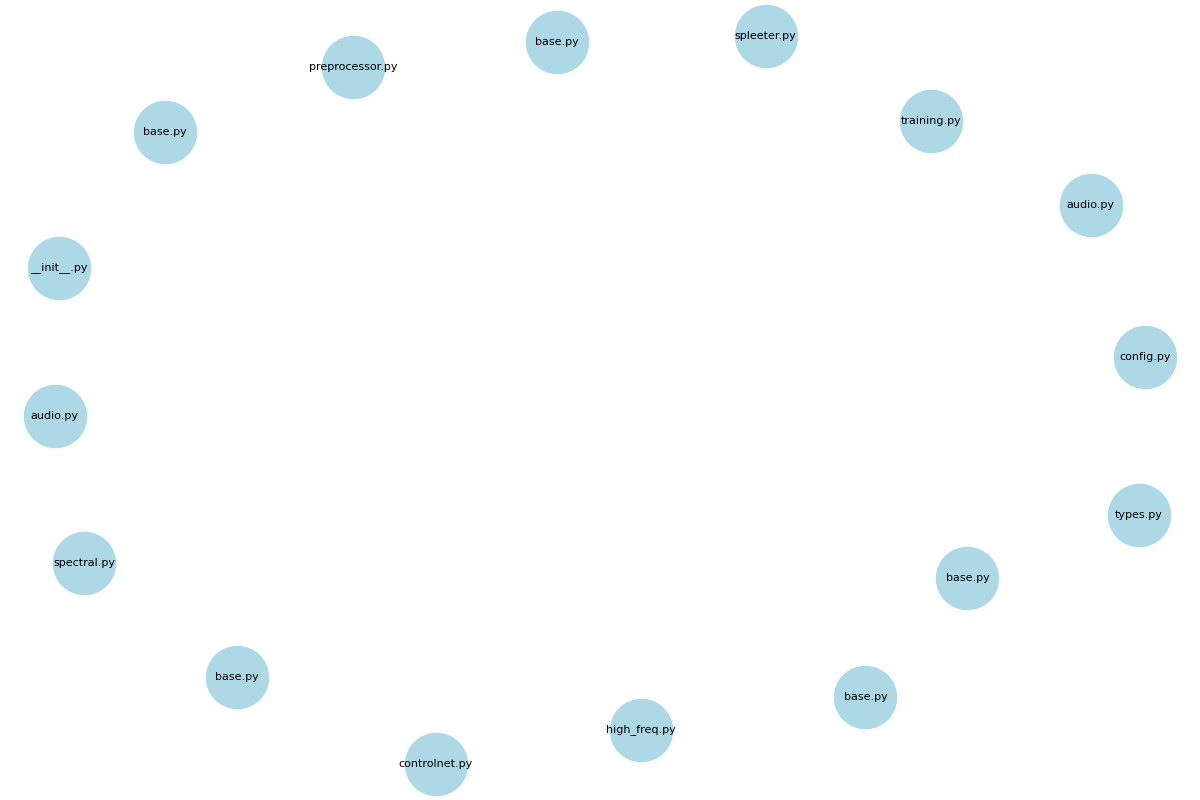 spleeter.py
base.py
preprocessor.py
training.py
base.py
audio.py
__init__.py
config.py
audio.py
types.py
spectral.py
base.py
base.py
base.py
high_freq.py
controlnet.py